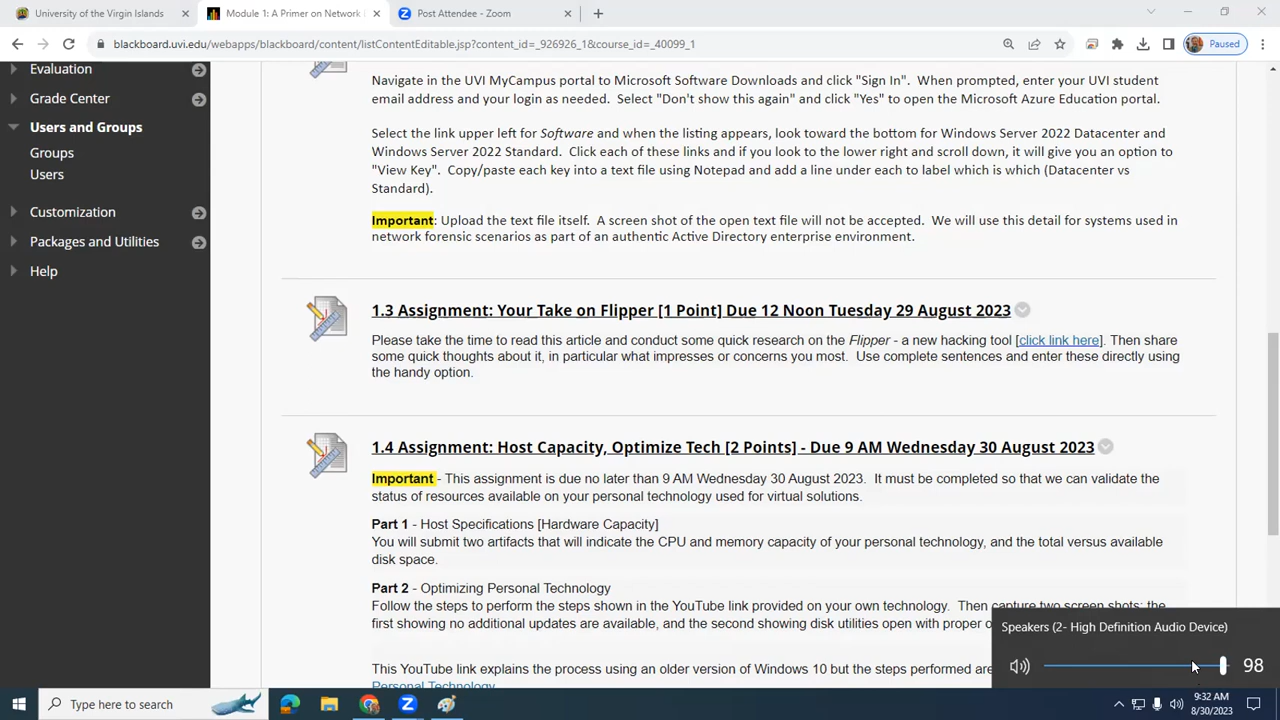 University of the Virgin Islands
Module 1: A Primer on Network
Post Attendee - Zoom
blackboard.uvi.edu/webapps/blackboard/content/listContentEditable.jsp?content_id=_926926_1&course_id=_40099_1
Paused
Evaluation
Grade Center
Users and Groups
Groups
Users
Customization
Packages and Utilities
Help
Navigate in the UVI MyCampus portal to Microsoft Software Downloads and click "Sign In".  When prompted, enter your UVI student
email address and your login as needed.  Select "Don't show this again" and click "Yes" to open the Microsoft Azure Education portal.
Select the link upper left for Software and when the listing appears, look toward the bottom for Windows Server 2022 Datacenter and
Windows Server 2022 Standard.  Click each of these links and if you look to the lower right and scroll down, it will give you an option to
"View Key".  Copy/paste each key into a text file using Notepad and add a line under each to label which is which (Datacenter vs
Standard).
Important: Upload the text file itself.  A screen shot of the open text file will not be accepted.  We will use this detail for systems used in
network forensic scenarios as part of an authentic Active Directory enterprise environment.
1.3 Assignment: Your Take on Flipper [1 Point] Due 12 Noon Tuesday 29 August 2023
Please take the time to read this article and conduct some quick research on the Flipper - a new hacking tool [click link here]. Then share
some quick thoughts about it, in particular what impresses or concerns you most.  Use complete sentences and enter these directly using
the handy option.
1.4 Assignment: Host Capacity, Optimize Tech [2 Points] - Due 9 AM Wednesday 30 August 2023
Important - This assignment is due no later than 9 AM Wednesday 30 August 2023.  It must be completed so that we can validate the
status of resources available on your personal technology used for virtual solutions.
Part 1 - Host Specifications [Hardware Capacity]
You will submit two artifacts that will indicate the CPU and memory capacity of your personal technology, and the total versus available
disk space.
Part 2 - Optimizing Personal Technology
Follow the steps to perform the steps shown in the YouTube link provided on your own technology.  Then capture two screen shots: the
first showing no additional updates are available, and the second showing disk utilities open with proper
This YouTube link explains the process using an older version of Windows 10 but the steps performed are
Personal Technology
Speakers (2- High Definition Audio Device)
98
Type here to search
9:32 AM
8/30/2023